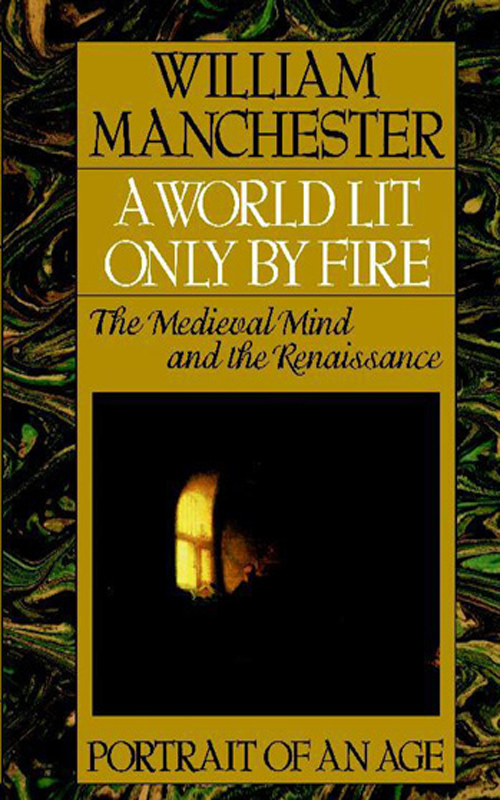 WILLIAM
MANCHESTER
A WORLD LIT
ONLY BY FIRE
The Medieval Mind
and the Renaissance
PORTRAIT OF AN AGE